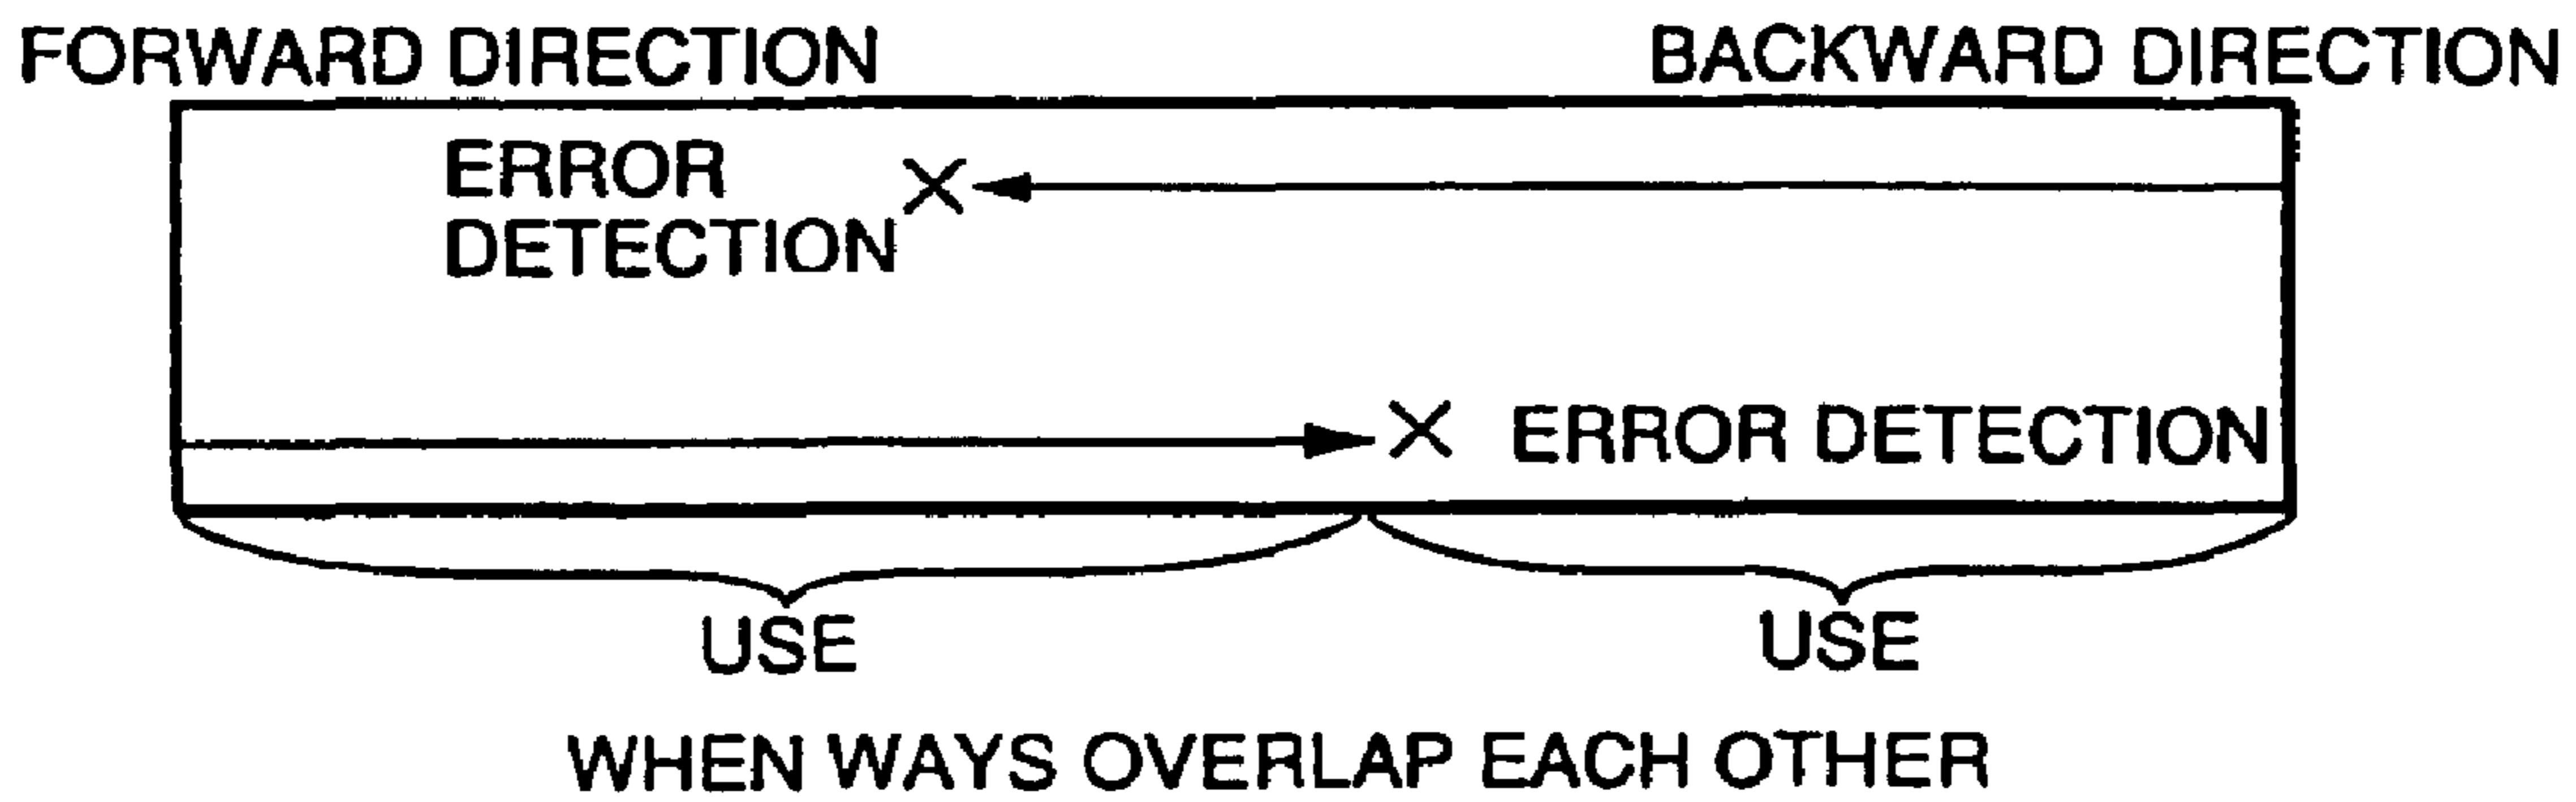 FORWARD DIRECTION
BACKWARD DIRECTION
ERROR
DETECTION
ERROR DETECTION
USE
USE
WHEN WAYS OVERLAP EACH OTHER